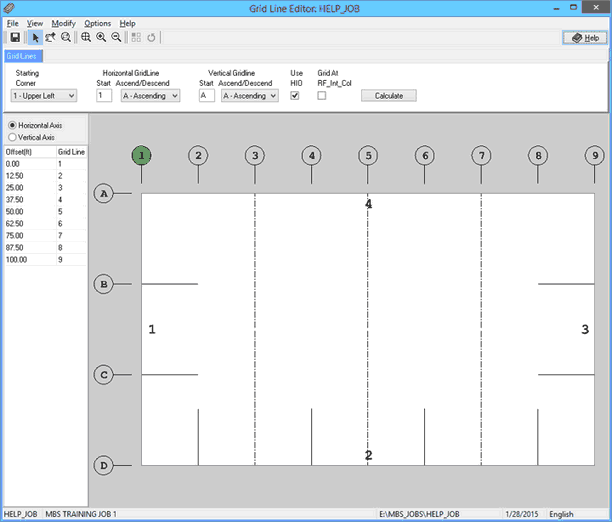 Grid Line Editor: HELP_JOB
File View Modify Options Help
Help
Grid Lines
Starting Horizontal GridLine Vertical Gridline Use Grid At
Corner Start Ascend/Descend Start Ascend/Descend HIO RF_Int_Col
1 - Upper Left 1 A - Ascending A A - Ascending Calculate
Horizontal Axis
Vertical Axis
Offset(ft) Grid Line
0.00 1
12.50 2
25.00 3
37.50 4
50.00 5
62.50 6
75.00 7
87.50 8
100.00 9
1 2 3 4 5 6 7 8 9
A
4
B
1 3
C
2
D
HELP_JOB MBS TRAINING JOB 1 E:\MBS_JOBS\HELP_JOB 1/28/2015 English